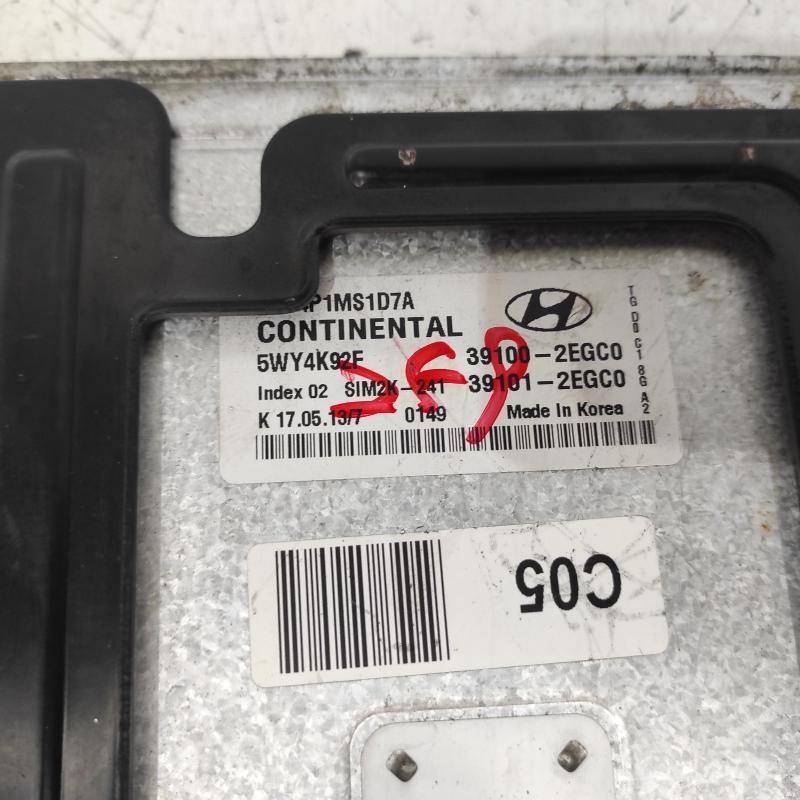 P1MS1D7A
CONTINENTAL
5WY4K92F 39100-2EGC0
Index 02 SIM2K-241 39101-2EGC0
K 17.05.13/7 0149 Made In Korea
TG D0 C1 8G A2
C05